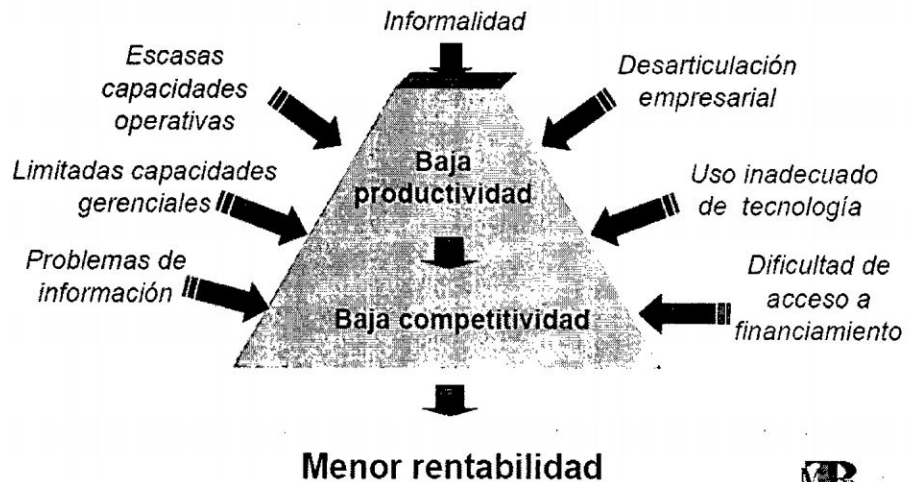 Informalidad
Escasas
capacidades
operativas
Desarticulación
empresarial
Limitadas capacidades
gerenciales
Baja
productividad
Uso inadecuado
de tecnología
Problemas de
información
Baja competitividad
Dificultad de
acceso a
financiamiento
Menor rentabilidad